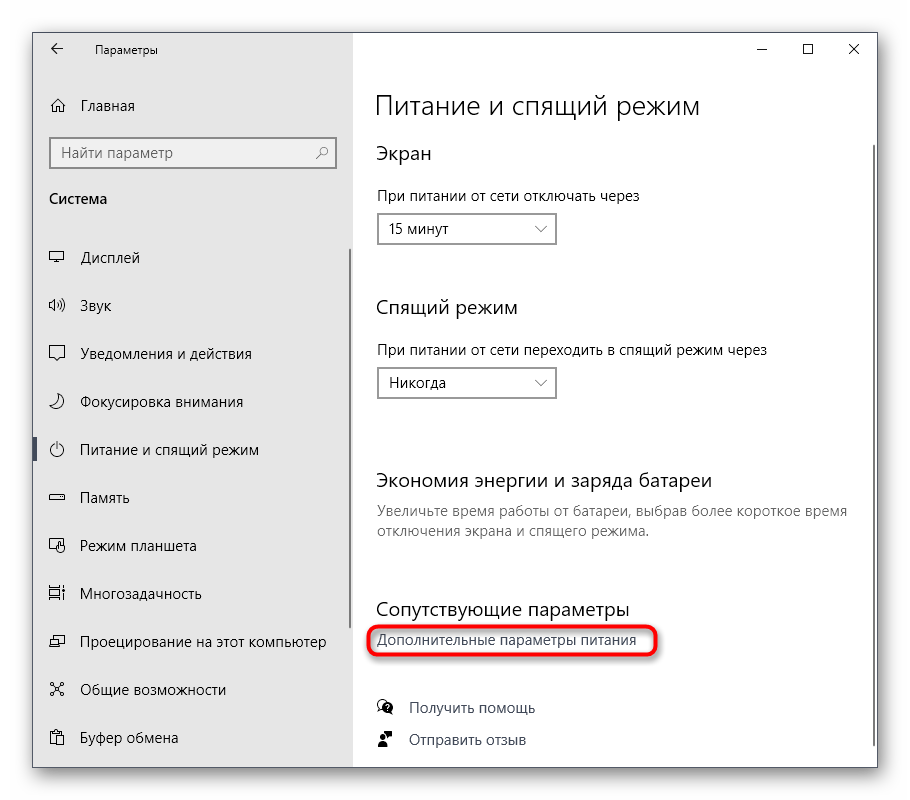 Параметры
Главная
Найти параметр
Система
Дисплей
Звук
Уведомления и действия
Фокусировка внимания
Питание и спящий режим
Память
Режим планшета
Многозадачность
Проецирование на этот компьютер
Общие возможности
Буфер обмена
Питание и спящий режим
Экран
При питании от сети отключать через
15 минут
Спящий режим
При питании от сети переходить в спящий режим через
Никогда
Экономия энергии и заряда батареи
Увеличьте время работы от батареи, выбрав более короткое время
отключения экрана и спящего режима.
Сопутствующие параметры
Дополнительные параметры питания
Получить помощь
Отправить отзыв